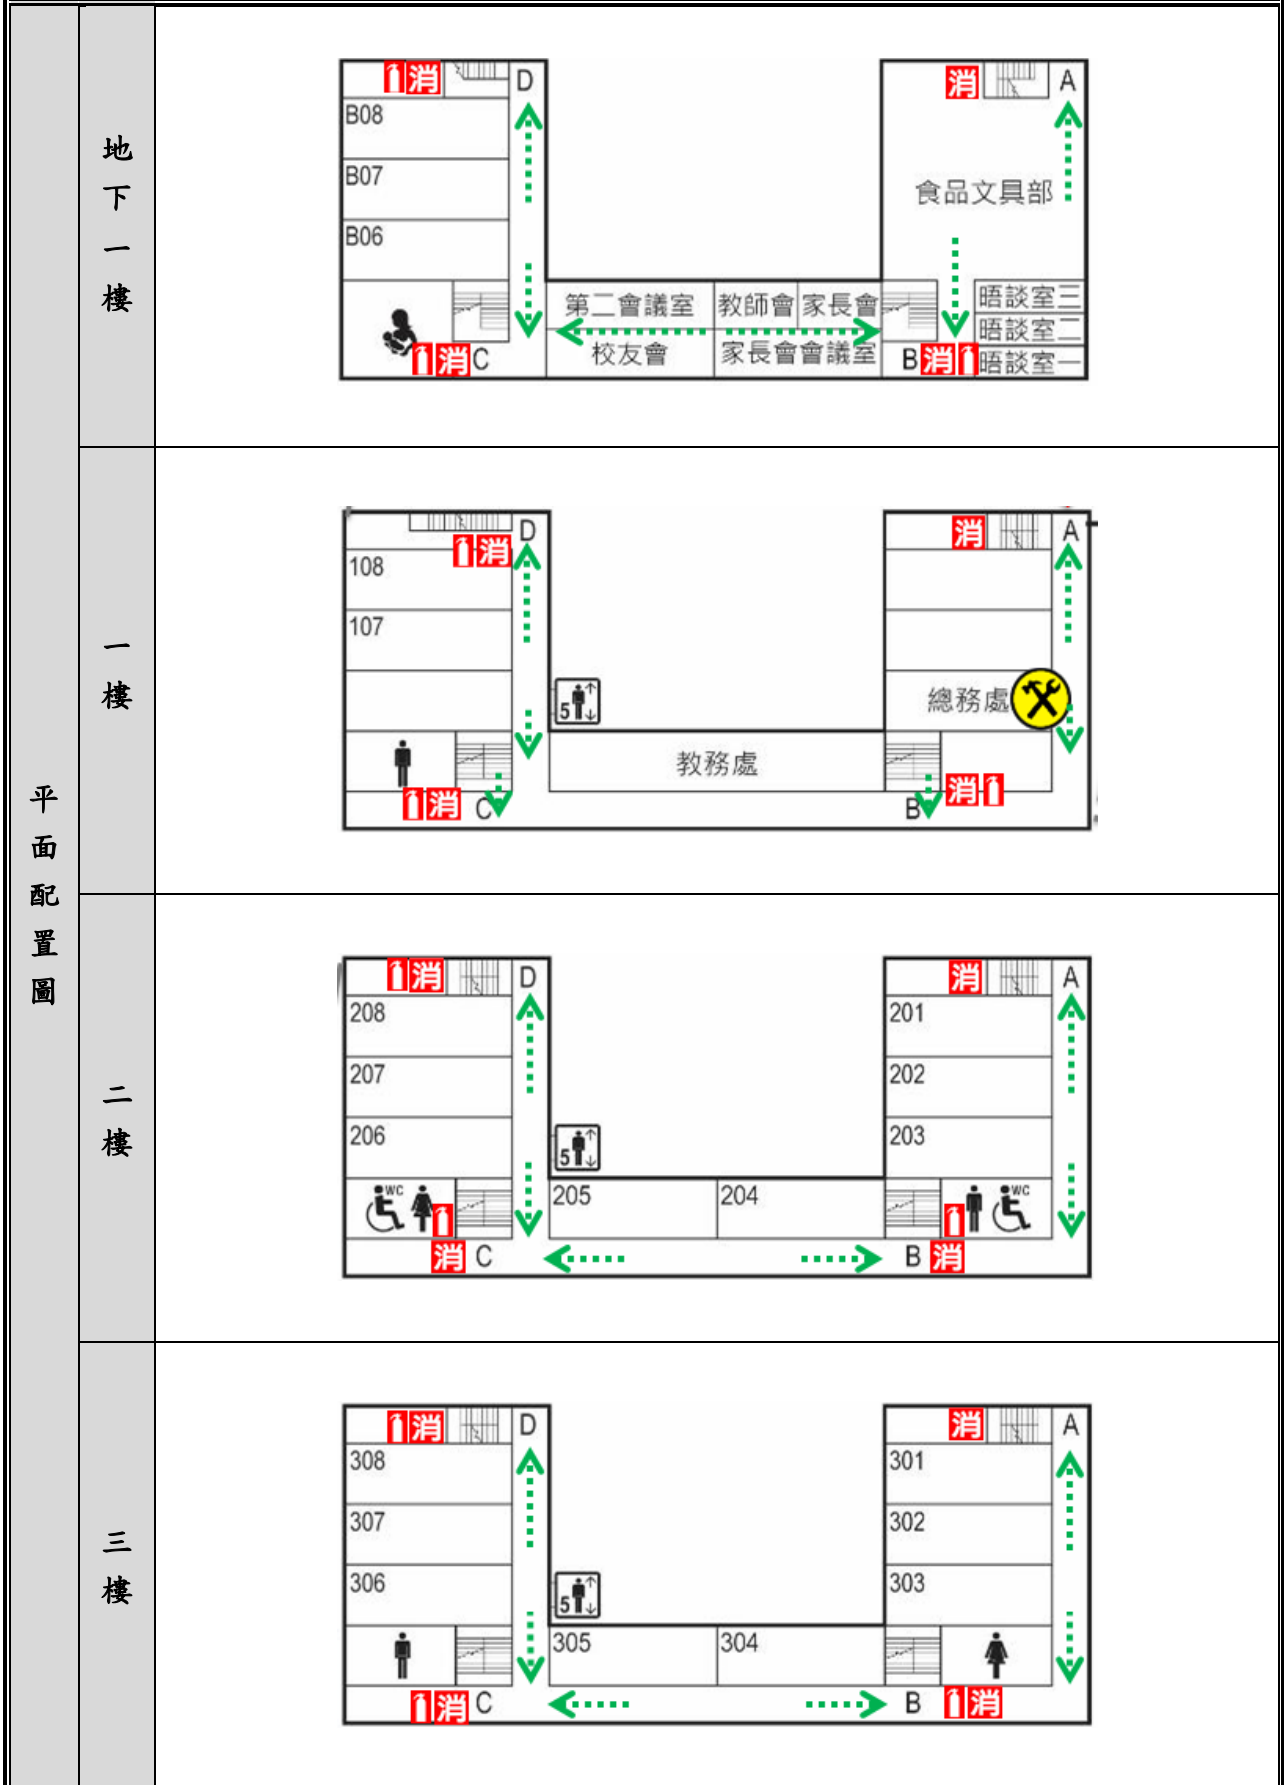 平面配置圖
地下一樓
消 D
消 A
B08
B07
食品文具部
B06
第二會議室 教師會 家長會
晤談室三
晤談室二
校友會 家長會會議室
消 C
B 消
晤談室一
一樓
D
消 A
消
108
107
5
總務處
教務處
消 C
B 消
二樓
消 D
消 A
208
201
207
202
206
203
5
WC
205 204
WC
消 C
B 消
三樓
消 D
消 A
308
301
307
302
306
303
5
305 304
消 C
B 消